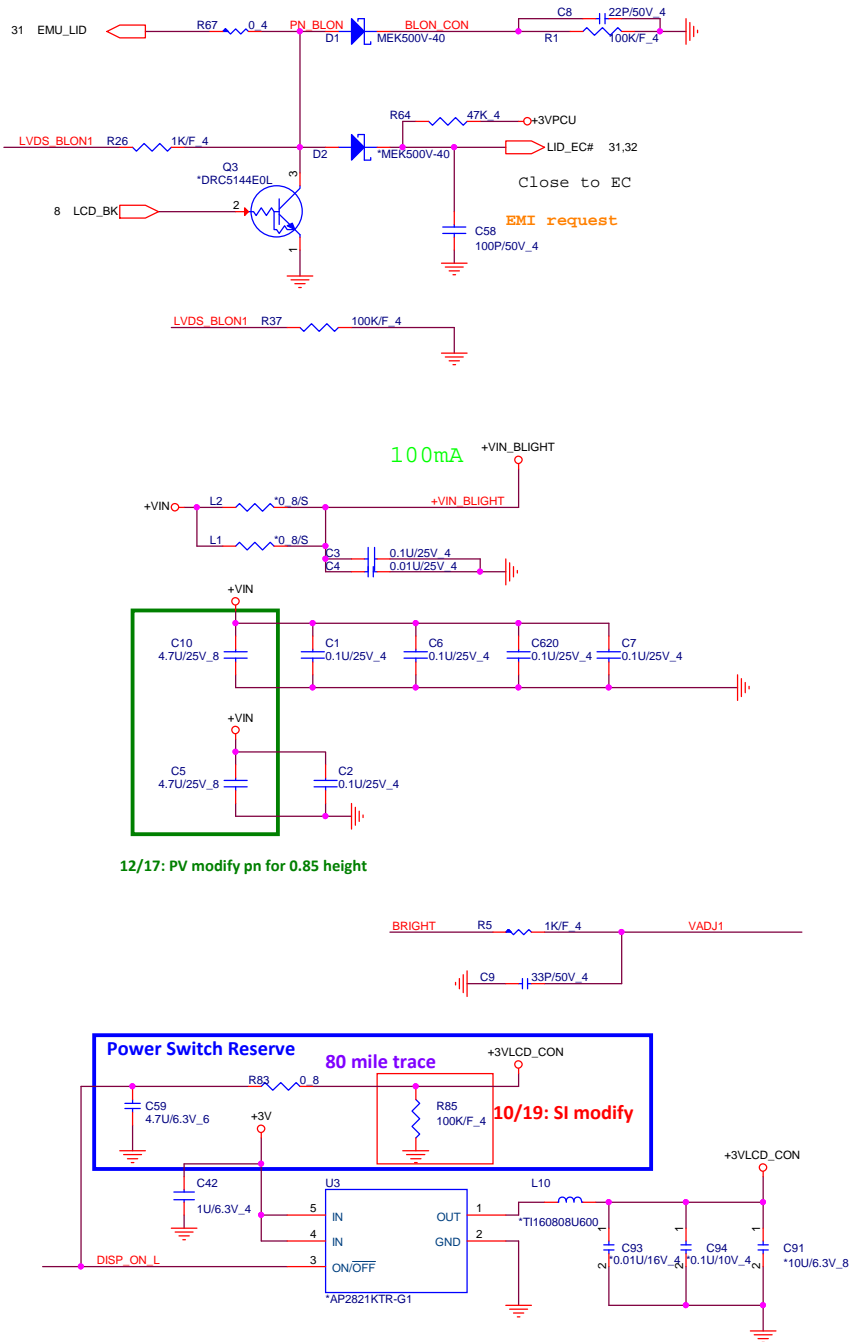 C8 22P/50V_4
31 EMU_LID R67 0_4 PN_BLON BLON_CON
D1 MEK500V-40 R1 100K/F_4
R64 47K_4 +3VPCU
LVDS_BLON1 R26 1K/F_4
D2 *MEK500V-40 LID_EC# 31,32
Q3
*DRC5144E0L 3
Close to EC
8 LCD_BK 2
EMI request
C58
100P/50V_4
1
LVDS_BLON1 R37 100K/F_4
100mA +VIN_BLIGHT
+VIN L2 *0_8/S +VIN_BLIGHT
L1 *0_8/S
C3 0.1U/25V_4
C4 0.01U/25V_4
+VIN
C10 C1 C6 C620 C7
4.7U/25V_8 0.1U/25V_4 0.1U/25V_4 0.1U/25V_4 0.1U/25V_4
+VIN
C5 C2
4.7U/25V_8 0.1U/25V_4
12/17: PV modify pn for 0.85 height
BRIGHT R5 1K/F_4 VADJ1
C9 33P/50V_4
Power Switch Reserve
80 mile trace +3VLCD_CON
R83 0_8
C59
4.7U/6.3V_6
+3V
R85
100K/F_4
10/19: SI modify
+3VLCD_CON
C42
1U/6.3V_4
U3 L10
5 IN OUT 1
*TI160808U600
4 IN GND 2
DISP_ON_L 3 ON/OFF
*AP2821KTR-G1
1 1 1
C93 C94 C91
*0.01U/16V_4 *0.1U/10V_4 *10U/6.3V_8
2 2 2